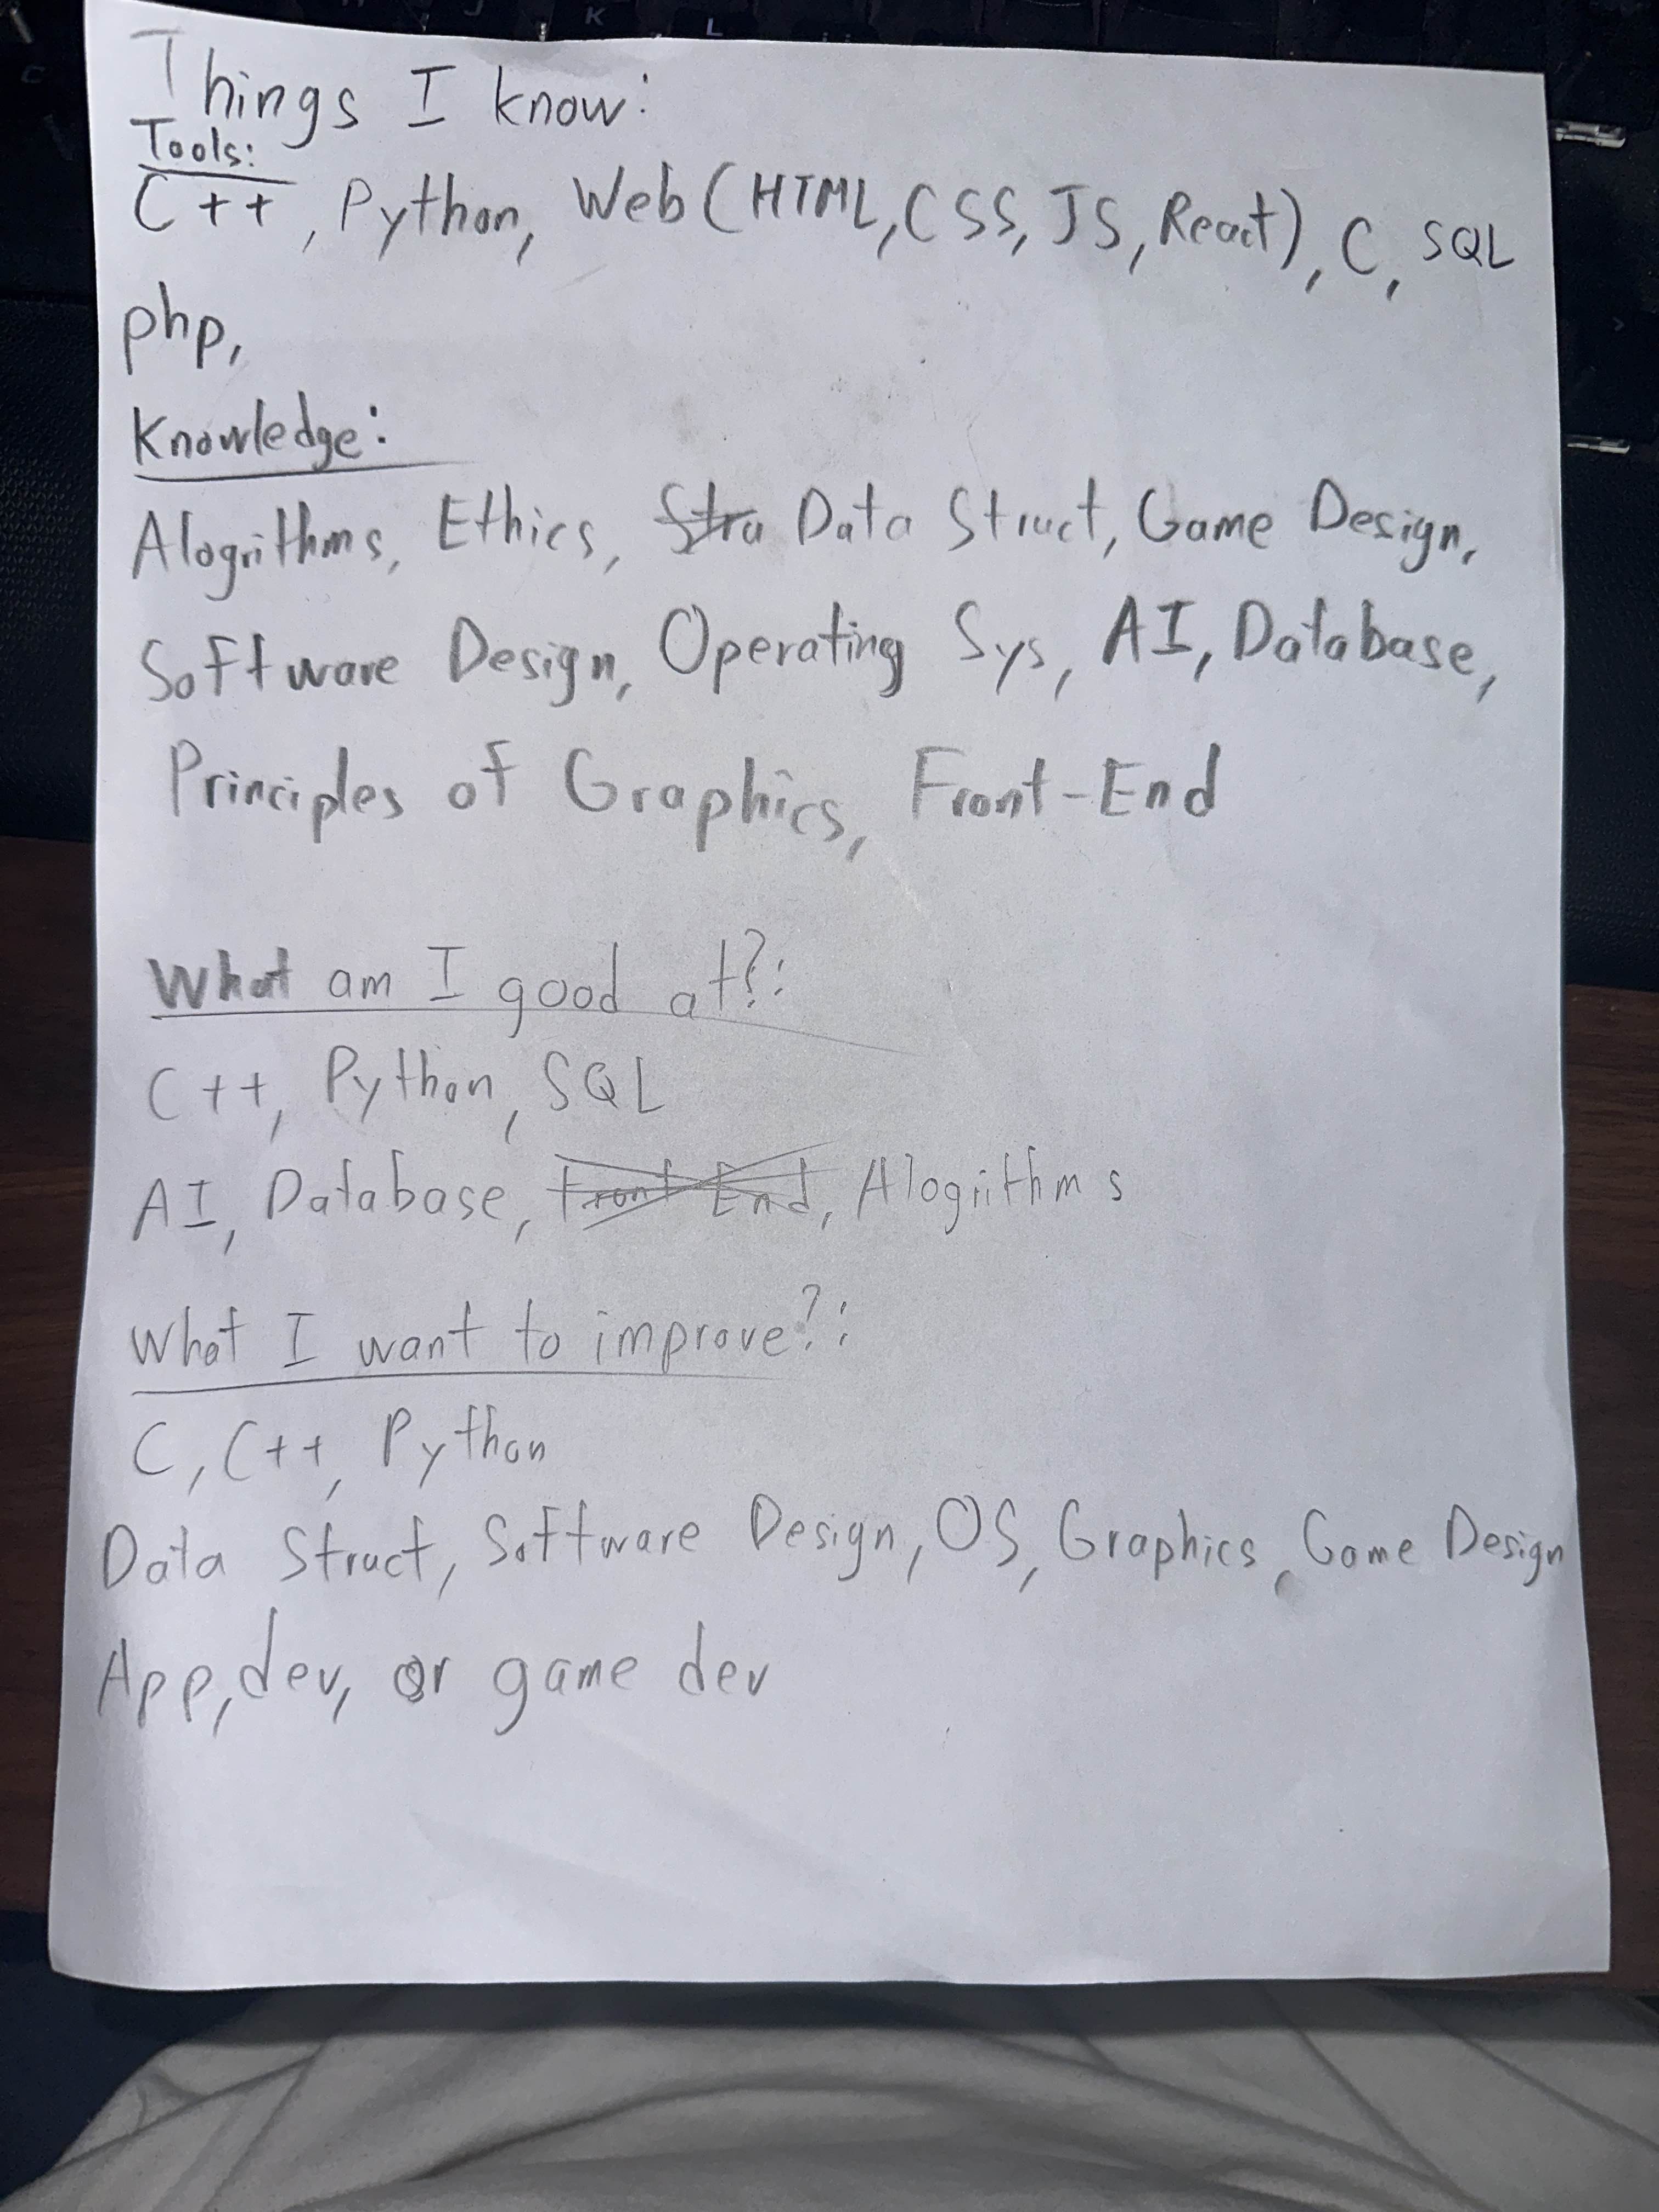 Things I know:
Tools:
C++, Python, Web(HTML,CSS,JS,React), C, SQL
php,
Knowledge:
Alogrithms, Ethics, Stru Data Struct, Game Design,
Software Design, Operating Sys, AI, Database,
Principles of Graphics, Front-End
What am I good at?:
C++, Python, SQL
AI, Database, Front End, Alogrithms
What I want to improve?:
C, C++, Python
Data Struct, Software Design, OS, Graphics, Game Design
App, dev, or game dev